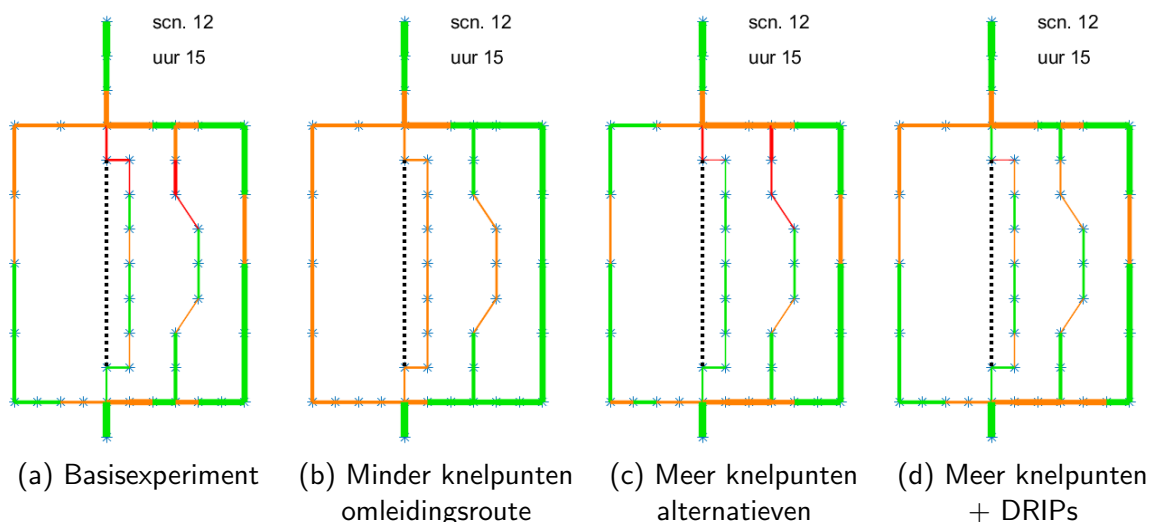 scn. 12
uur 15
scn. 12
uur 15
scn. 12
uur 15
scn. 12
uur 15
(a) Basisexperiment
(b) Minder knelpunten
omleidingsroute
(c) Meer knelpunten
alternatieven
(d) Meer knelpunten
+ DRIPs